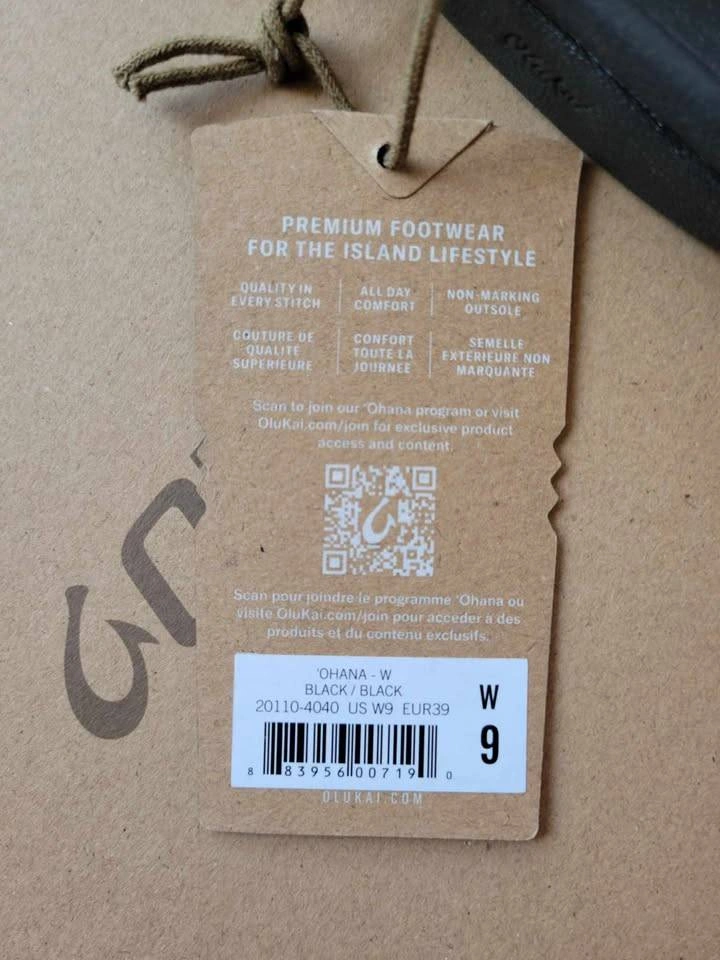 OluKai
PREMIUM FOOTWEAR
FOR THE ISLAND LIFESTYLE
QUALITY IN
EVERY STITCH
ALL DAY
COMFORT
NON-MARKING
OUTSOLE
COUTURE DE
QUALITÉ
SUPÉRIEURE
CONFORT
TOUTE LA
JOURNÉE
SEMELLE
EXTÉRIEURE NON
MARQUANTE
Scan to join our 'Ohana program or visit
OluKai.com/join for exclusive product
access and content.
Scan pour joindre le programme 'Ohana ou
visite OluKai.com/join pour accéder à des
produits et du contenu exclusifs.
'OHANA - W
BLACK / BLACK
20110-4040 US W9 EUR39
W
9
8 83956 00719 0
OLUKAI.COM